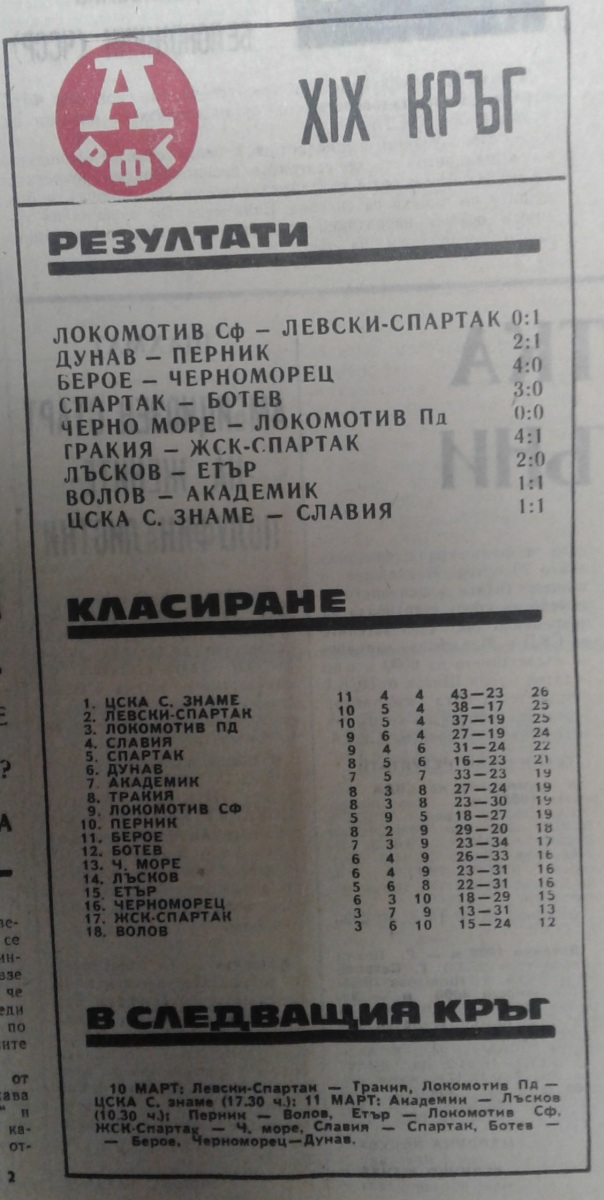 А
РФГ
XIX КРЪГ
РЕЗУЛТАТИ
ЛОКОМОТИВ Сф — ЛЕВСКИ-СПАРТАК 0:1
ДУНАВ — ПЕРНИК 2:1
БЕРОЕ — ЧЕРНОМОРЕЦ 4:0
СПАРТАК — БОТЕВ 3:0
ЧЕРНО МОРЕ — ЛОКОМОТИВ Пд 0:0
ТРАКИЯ — ЖСК-СПАРТАК 4:1
ЛЪСКОВ — ЕТЪР 2:0
ВОЛОВ — АКАДЕМИК 1:1
ЦСКА С. ЗНАМЕ — СЛАВИЯ 1:1
КЛАСИРАНЕ
1. ЦСКА С. ЗНАМЕ 11 4 4 43—23 26
2. ЛЕВСКИ-СПАРТАК 10 5 4 38—17 25
3. ЛОКОМОТИВ ПД 10 5 4 37—19 25
4. СЛАВИЯ 9 6 4 27—19 24
5. СПАРТАК 9 4 6 31—24 22
6. ДУНАВ 8 5 6 16—23 21
7. АКАДЕМИК 7 5 7 33—23 19
8. ТРАКИЯ 8 3 8 27—24 19
9. ЛОКОМОТИВ СФ 8 3 8 23—30 19
10. ПЕРНИК 5 9 5 18—27 19
11. БЕРОЕ 8 2 9 29—20 18
12. БОТЕВ 7 3 9 23—34 17
13. Ч. МОРЕ 6 4 9 26—33 16
14. ЛЪСКОВ 6 4 9 23—31 16
15. ЕТЪР 5 6 8 22—31 16
16. ЧЕРНОМОРЕЦ 6 3 10 18—29 15
17. ЖСК-СПАРТАК 3 7 9 13—31 13
18. ВОЛОВ 3 6 10 15—24 12
В СЛЕДВАЩИЯ КРЪГ
10 МАРТ: Левски-Спартак — Тракия, Локомотив Пд —
ЦСКА С. знаме (17.30 ч.); 11 МАРТ: Академик — Лъсков
(10.30 ч.); Перник — Волов, Етър — Локомотив Сф,
ЖСК-Спартак — Ч. море, Славия — Спартак, Ботев —
— Берое, Черноморец—Дунав.
2